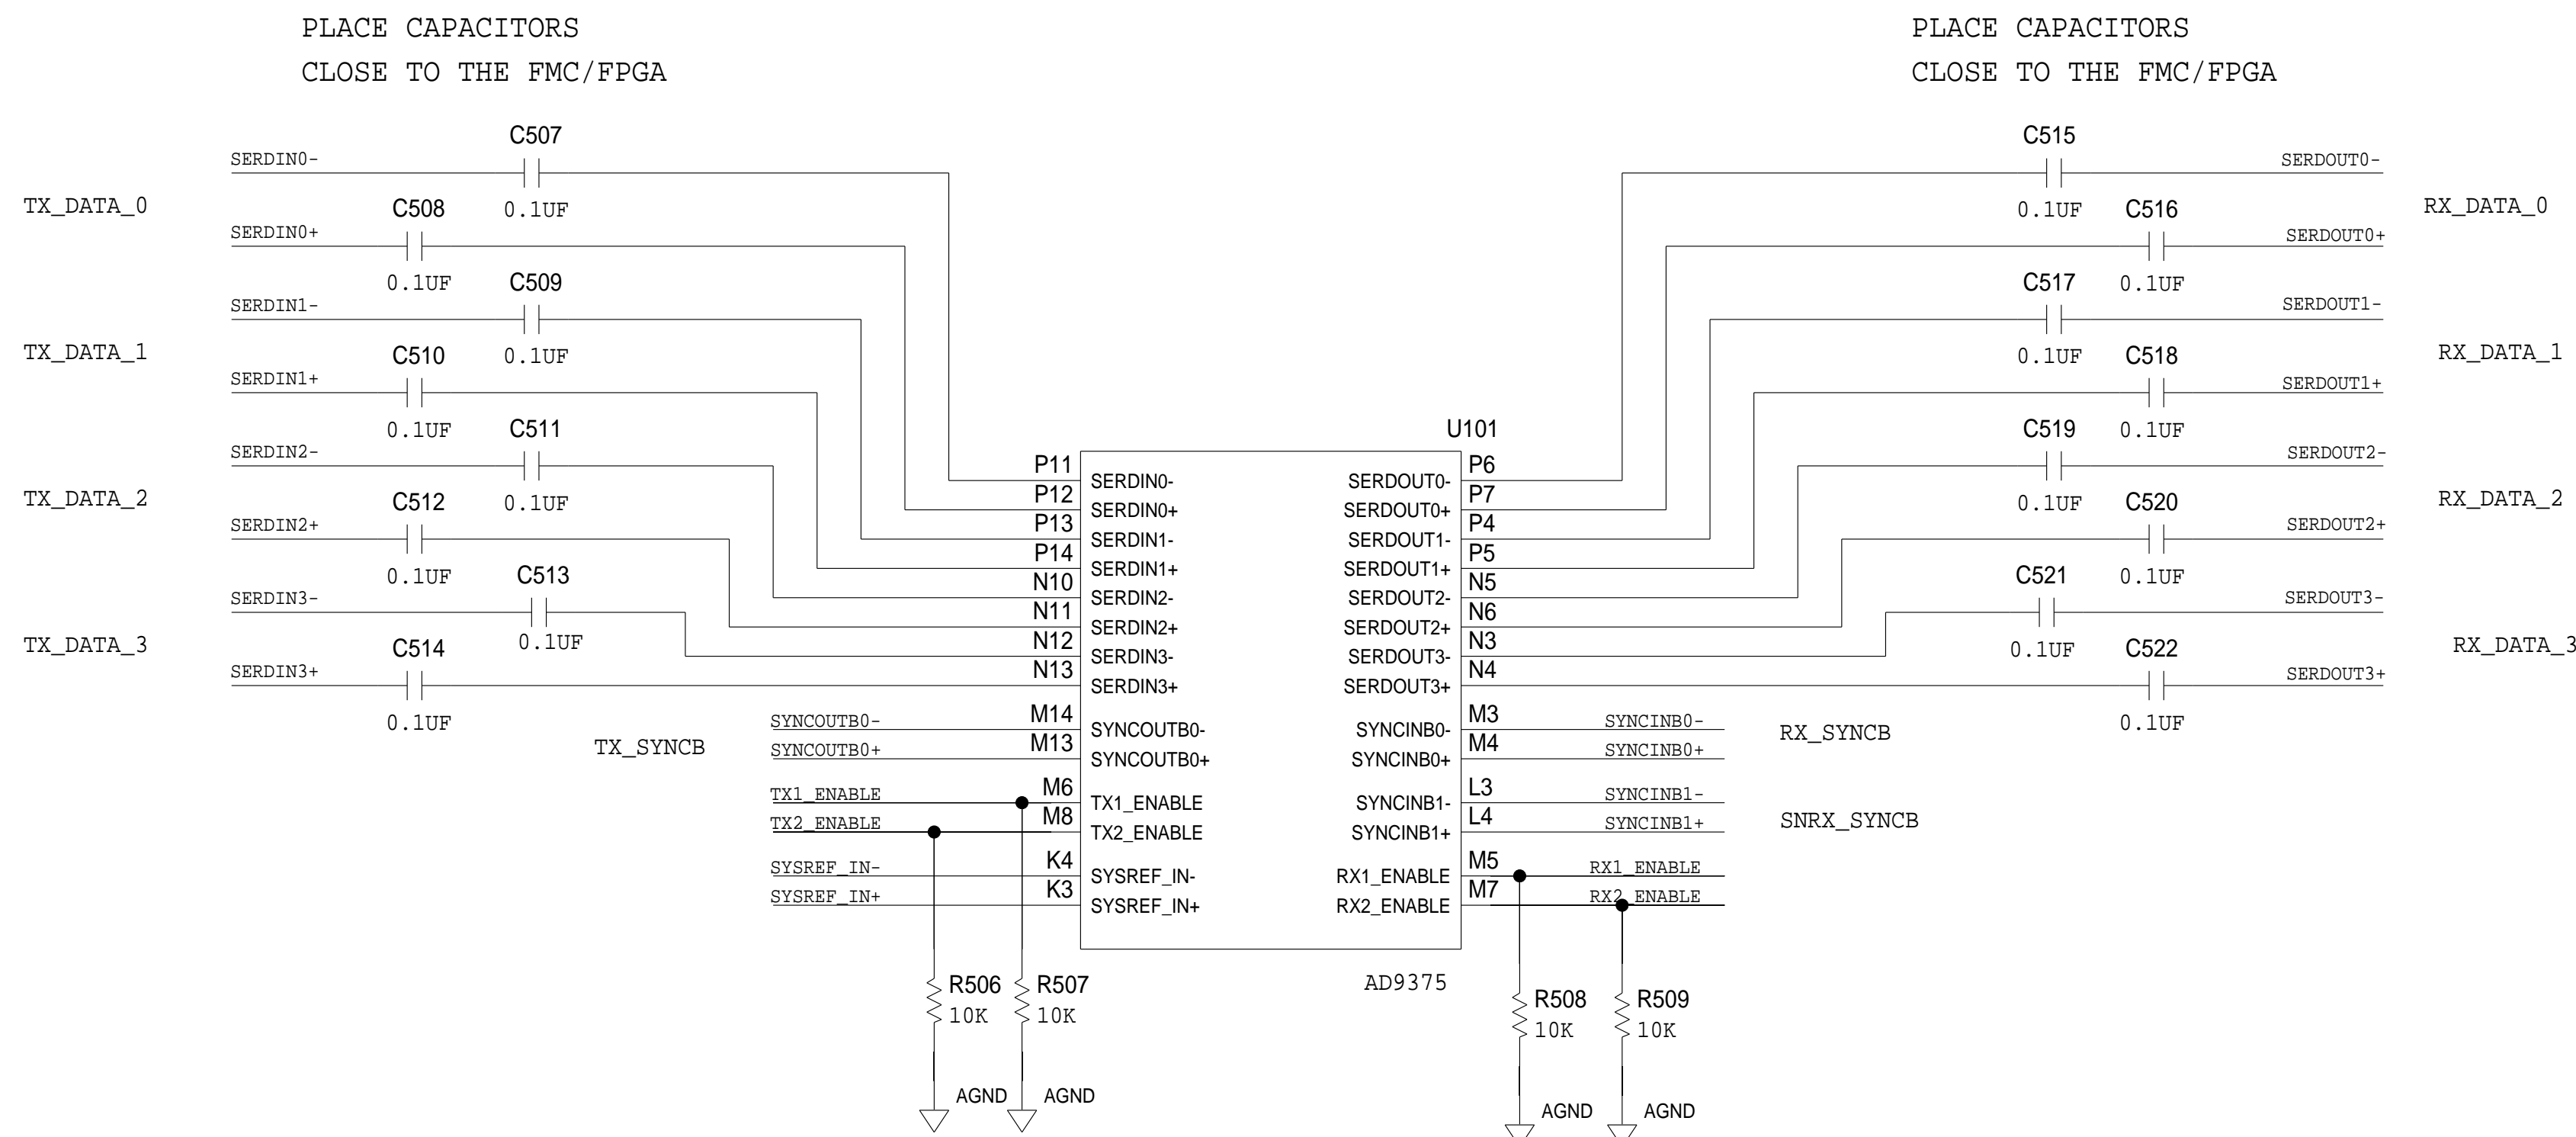 PLACE CAPACITORS
CLOSE TO THE FMC/FPGA
PLACE CAPACITORS
CLOSE TO THE FMC/FPGA
C507
SERDIN0-
0.1UF
TX_DATA_0
C508
SERDIN0+
0.1UF
C509
SERDIN1-
0.1UF
TX_DATA_1
C510
SERDIN1+
0.1UF
C511
SERDIN2-
0.1UF
TX_DATA_2
C512
SERDIN2+
0.1UF
C513
SERDIN3-
0.1UF
TX_DATA_3
C514
SERDIN3+
0.1UF
TX_SYNCB
SYNCOUTB0-
SYNCOUTB0+
TX1_ENABLE
TX2_ENABLE
SYSREF_IN-
SYSREF_IN+
U101
P11 SERDIN0-
P12 SERDIN0+
P13 SERDIN1-
P14 SERDIN1+
N10 SERDIN2-
N11 SERDIN2+
N12 SERDIN3-
N13 SERDIN3+
M14 SYNCOUTB0-
M13 SYNCOUTB0+
M6 TX1_ENABLE
M8 TX2_ENABLE
K4 SYSREF_IN-
K3 SYSREF_IN+
SERDOUT0- P6
SERDOUT0+ P7
SERDOUT1- P4
SERDOUT1+ P5
SERDOUT2- N5
SERDOUT2+ N6
SERDOUT3- N3
SERDOUT3+ N4
SYNCINB0- M3
SYNCINB0+ M4
SYNCINB1- L3
SYNCINB1+ L4
RX1_ENABLE M5
RX2_ENABLE M7
AD9375
C515
SERDOUT0-
0.1UF
RX_DATA_0
C516
SERDOUT0+
0.1UF
C517
SERDOUT1-
0.1UF
RX_DATA_1
C518
SERDOUT1+
0.1UF
C519
SERDOUT2-
0.1UF
RX_DATA_2
C520
SERDOUT2+
0.1UF
C521
SERDOUT3-
0.1UF
RX_DATA_3
C522
SERDOUT3+
0.1UF
SYNCINB0-
SYNCINB0+
RX_SYNCB
SYNCINB1-
SYNCINB1+
SNRX_SYNCB
RX1_ENABLE
RX2_ENABLE
R506
10K
AGND
R507
10K
AGND
R508
10K
AGND
R509
10K
AGND